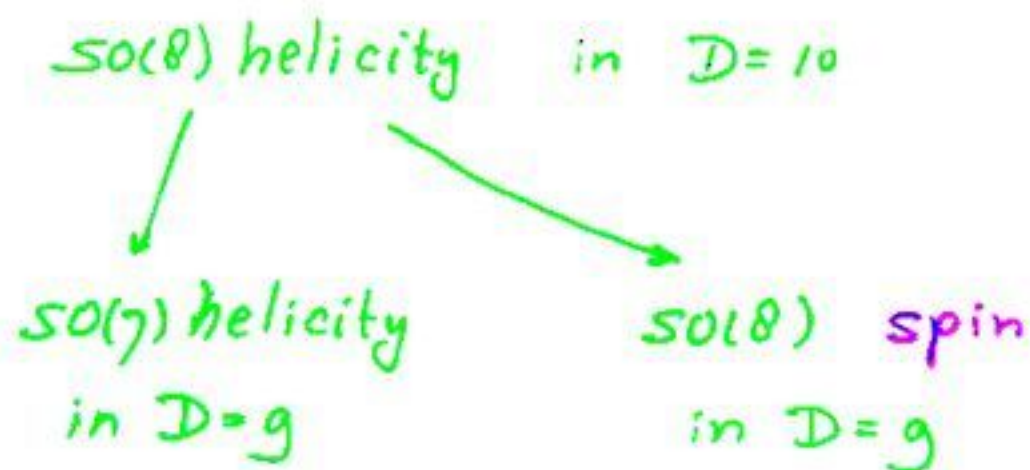 SO(8) helicity in D=10
SO(7) helicity SO(8) spin
in D=9 in D=9